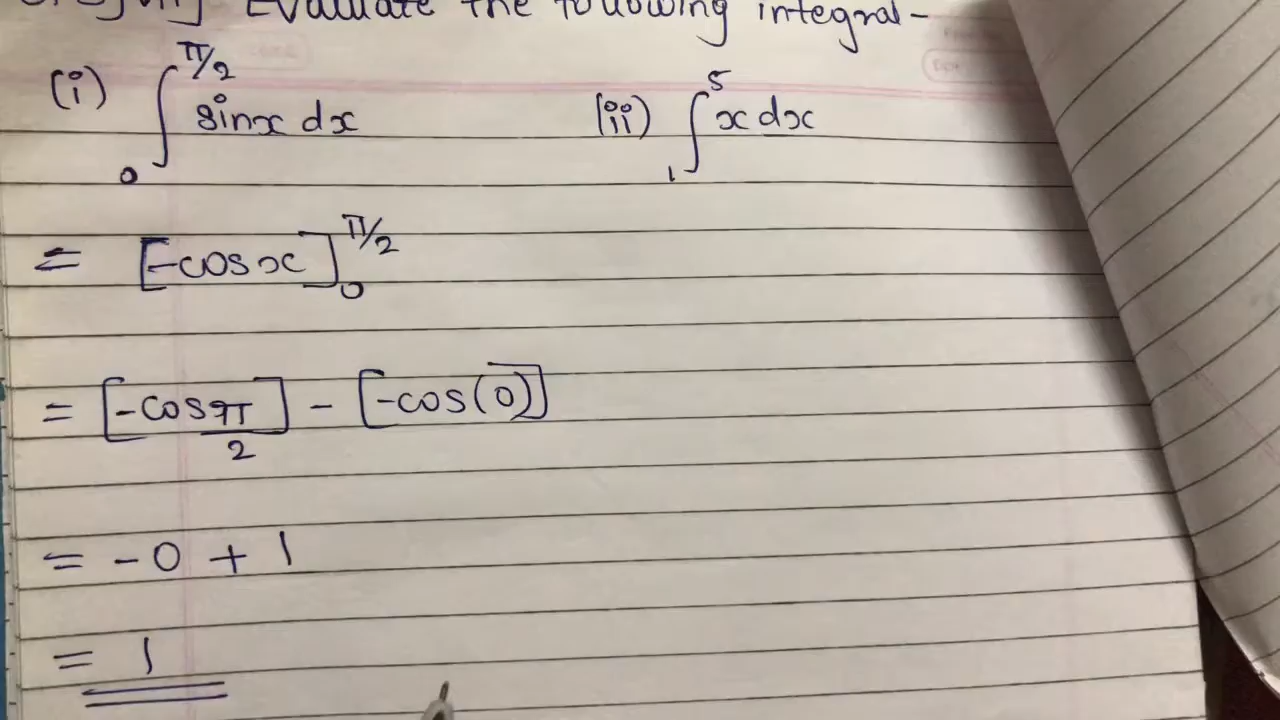 Evaluate the following integral-
(i) ∫₀^{π/2} sinx dx (ii) ∫₁^5 x dx
= [-cosx]₀^{π/2}
= [-cos π/2] - [-cos(0)]
= -0 + 1
= 1